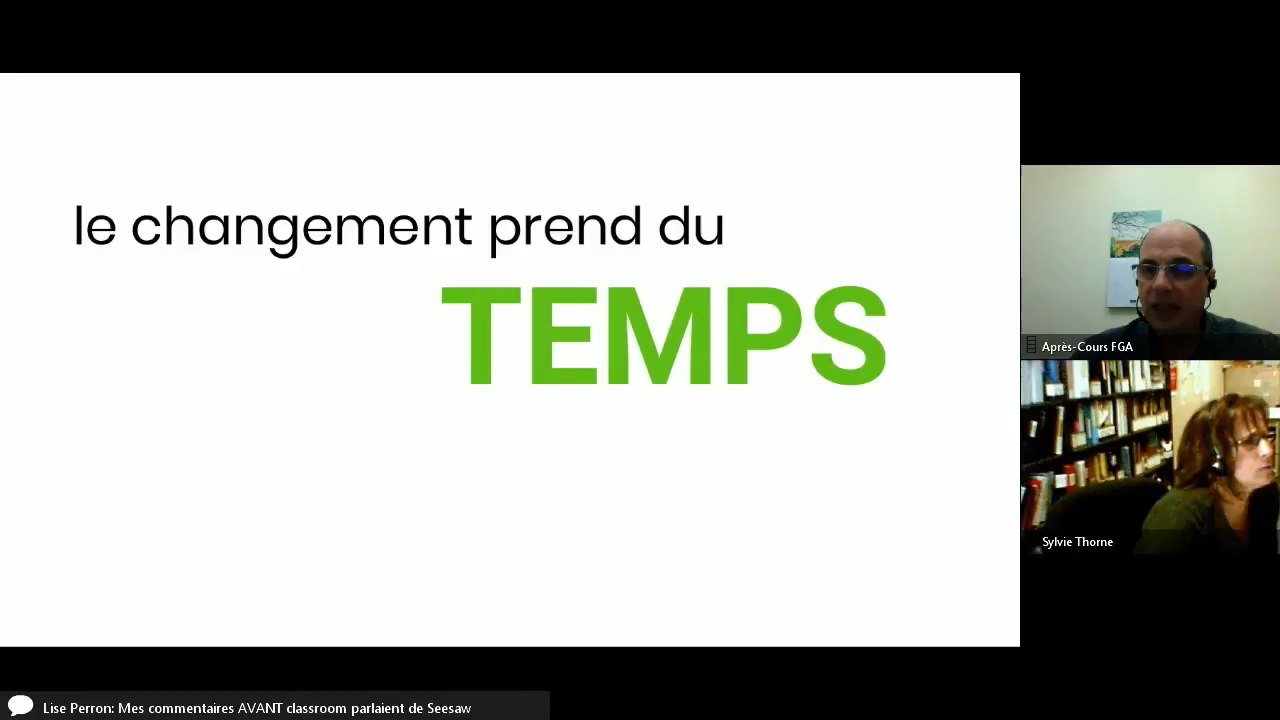 le changement prend du
TEMPS
Après-Cours FGA
Sylvie Thorne
Lise Perron: Mes commentaires AVANT classroom parlaient de Seesaw